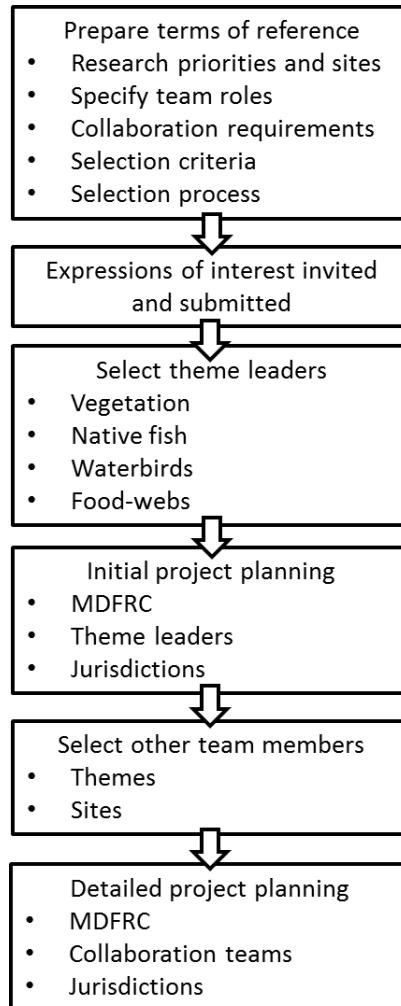 Prepare terms of reference
• Research priorities and sites
• Specify team roles
• Collaboration requirements
• Selection criteria
• Selection process
Expressions of interest invited
and submitted
Select theme leaders
• Vegetation
• Native fish
• Waterbirds
• Food-webs
Initial project planning
• MDFRC
• Theme leaders
• Jurisdictions
Select other team members
• Themes
• Sites
Detailed project planning
• MDFRC
• Collaboration teams
• Jurisdictions